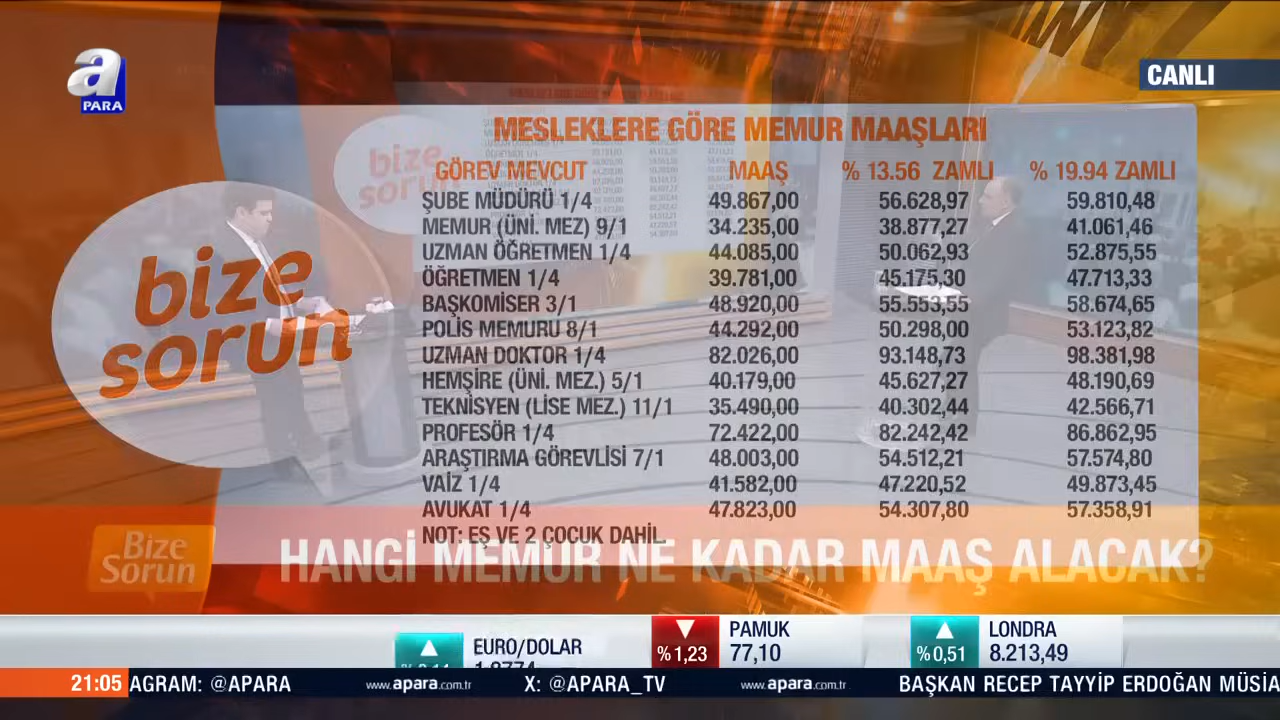 a
PARA
CANLI
MESLEKLERE GÖRE MEMUR MAAŞLARI
GÖREV MEVCUT MAAŞ % 13.56 ZAMLI % 19.94 ZAMLI
ŞUBE MÜDÜRÜ 1/4 49.867,00 56.628,97 59.810,48
MEMUR (ÜNİ. MEZ) 9/1 34.235,00 38.877,27 41.061,46
UZMAN ÖĞRETMEN 1/4 44.085,00 50.062,93 52.875,55
ÖĞRETMEN 1/4 39.781,00 45.175,30 47.713,33
BAŞKOMİSER 3/1 48.920,00 55.553,55 58.674,65
POLİS MEMURU 8/1 44.292,00 50.298,00 53.123,82
UZMAN DOKTOR 1/4 82.026,00 93.148,73 98.381,98
HEMŞİRE (ÜNİ. MEZ.) 5/1 40.179,00 45.627,27 48.190,69
TEKNİSYEN (LİSE MEZ.) 11/1 35.490,00 40.302,44 42.566,71
PROFESÖR 1/4 72.422,00 82.242,42 86.862,95
ARAŞTIRMA GÖREVLİSİ 7/1 48.003,00 54.512,21 57.574,80
VAİZ 1/4 41.582,00 47.220,52 49.873,45
AVUKAT 1/4 47.823,00 54.307,80 57.358,91
NOT: EŞ VE 2 ÇOCUK DAHİL.
bize
sorun
bize
sorun
Bize
Sorun
HANGİ MEMUR NE KADAR MAAŞ ALACAK?
EURO/DOLAR
% 1,23 PAMUK 77,10
% 0,51 LONDRA 8.213,49
21:05 AGRAM: @APARA www.apara.com.tr X: @APARA_TV www.apara.com.tr BAŞKAN RECEP TAYYİP ERDOĞAN MÜSİA